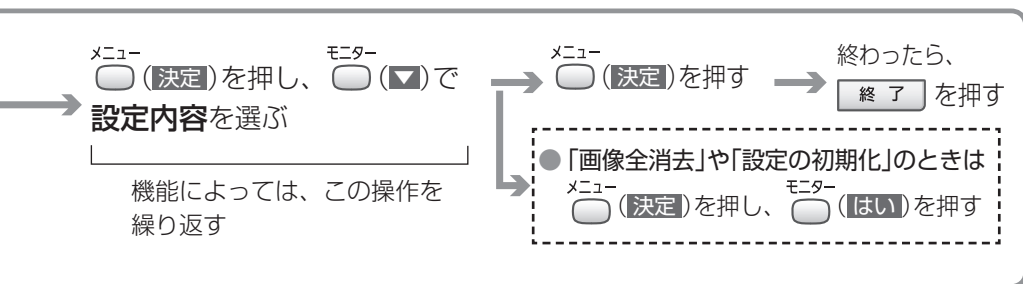 メニュー
(決定)を押し、
モニター
(▼)で
設定内容を選ぶ
機能によっては、この操作を
繰り返す
メニュー
(決定)を押す
終わったら、
終 了 を押す
●「画像全消去」や「設定の初期化」のときは
メニュー
(決定)を押し、
モニター
(はい)を押す